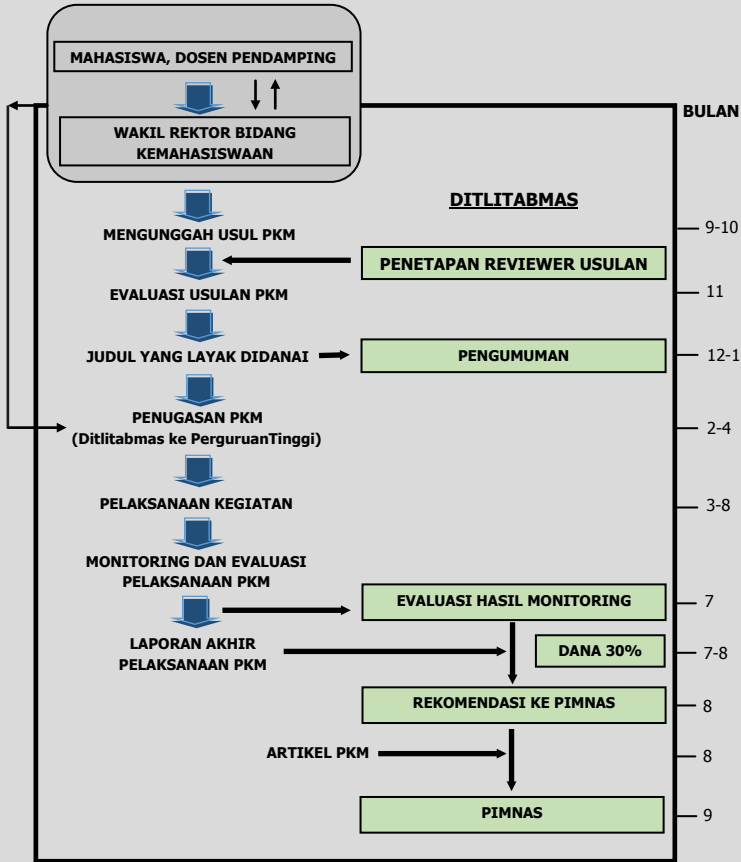 MAHASISWA, DOSEN PENDAMPING
BULAN
WAKIL REKTOR BIDANG
KEMAHASISWAAN
DITLITABMAS
MENGUNGGAH USUL PKM
9-10
PENETAPAN REVIEWER USULAN
EVALUASI USULAN PKM
11
JUDUL YANG LAYAK DIDANAI
PENGUMUMAN
12-1
PENUGASAN PKM
(Ditlitabmas ke PerguruanTinggi)
2-4
PELAKSANAAN KEGIATAN
3-8
MONITORING DAN EVALUASI
PELAKSANAAN PKM
EVALUASI HASIL MONITORING
7
LAPORAN AKHIR
PELAKSANAAN PKM
DANA 30%
7-8
REKOMENDASI KE PIMNAS
8
ARTIKEL PKM
8
PIMNAS
9